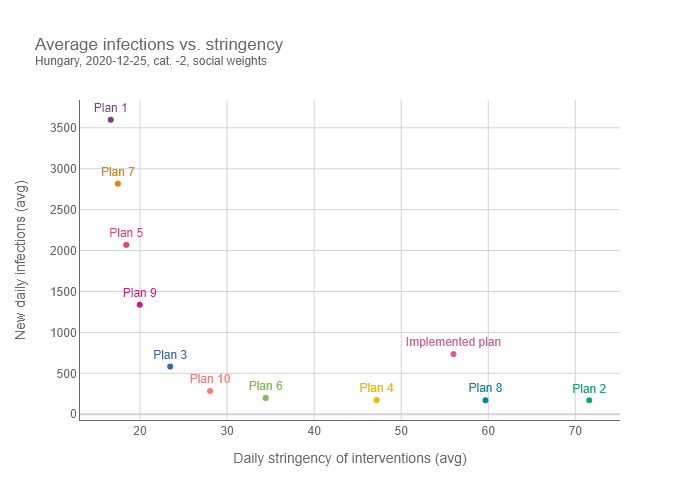 Average infections vs. stringency
Hungary, 2020-12-25, cat. -2, social weights
Plan 1
3500
Plan 7
3000
2500
Plan 5
2000
Plan 9
1500
1000
Implemented plan
Plan 3
500
Plan 10
Plan 6
Plan 4
Plan 8
Plan 2
0
New daily infections (avg)
20 30 40 50 60 70
Daily stringency of interventions (avg)